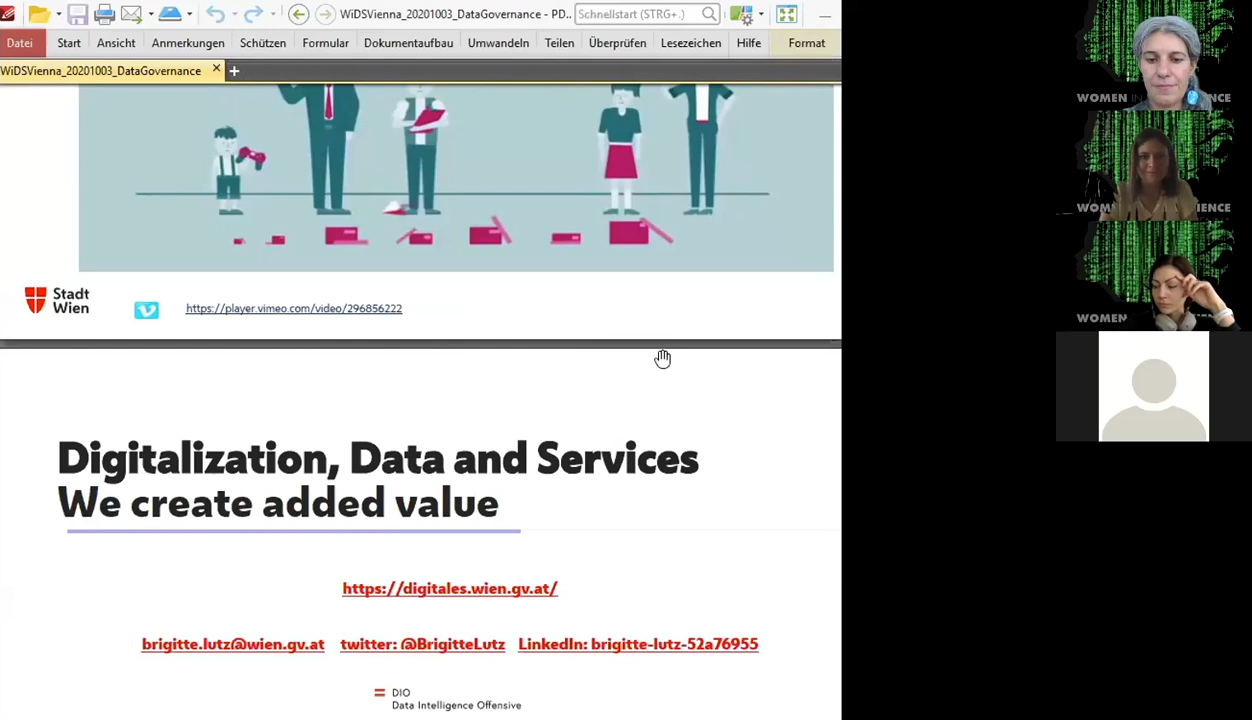 WiDSVienna_20201003_DataGovernance - PD..
Schnellstart (STRG+.)
Datei Start Ansicht Anmerkungen Schützen Formular Dokumentaufbau Umwandeln Teilen Überprüfen Lesezeichen Hilfe Format
WiDSVienna_20201003_DataGovernance
Stadt
Wien
https://player.vimeo.com/video/296856222
Digitalization, Data and Services
We create added value
https://digitales.wien.gv.at/
brigitte.lutz@wien.gv.at twitter: @BrigitteLutz LinkedIn: brigitte-lutz-52a76955
DIO
Data Intelligence Offensive
WOMEN